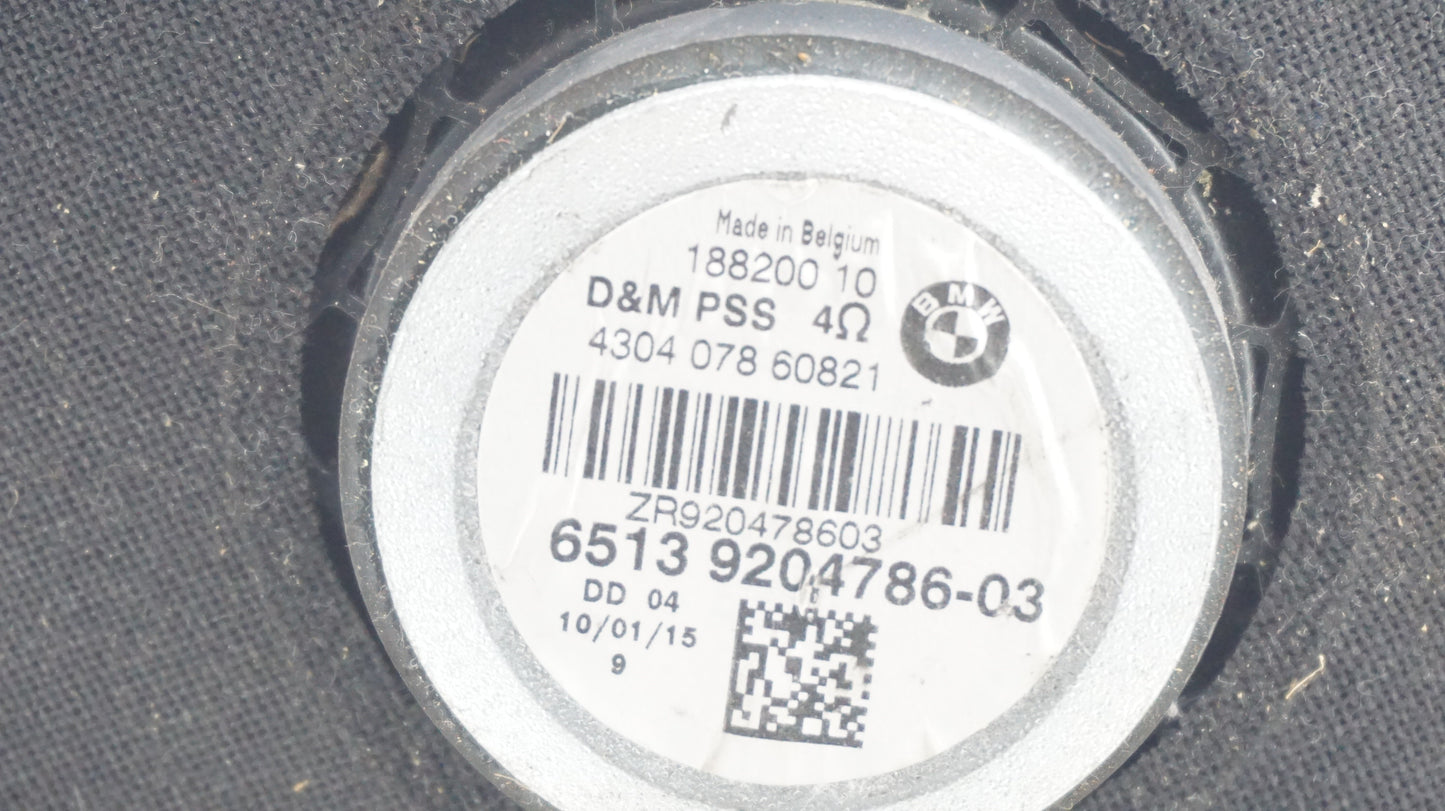 Made in Belgium
188200 10
D&M PSS 4Ω
BMW
4304 078 60821
ZR920478603
6513 9204786-03
DD 04
10/01/15
9